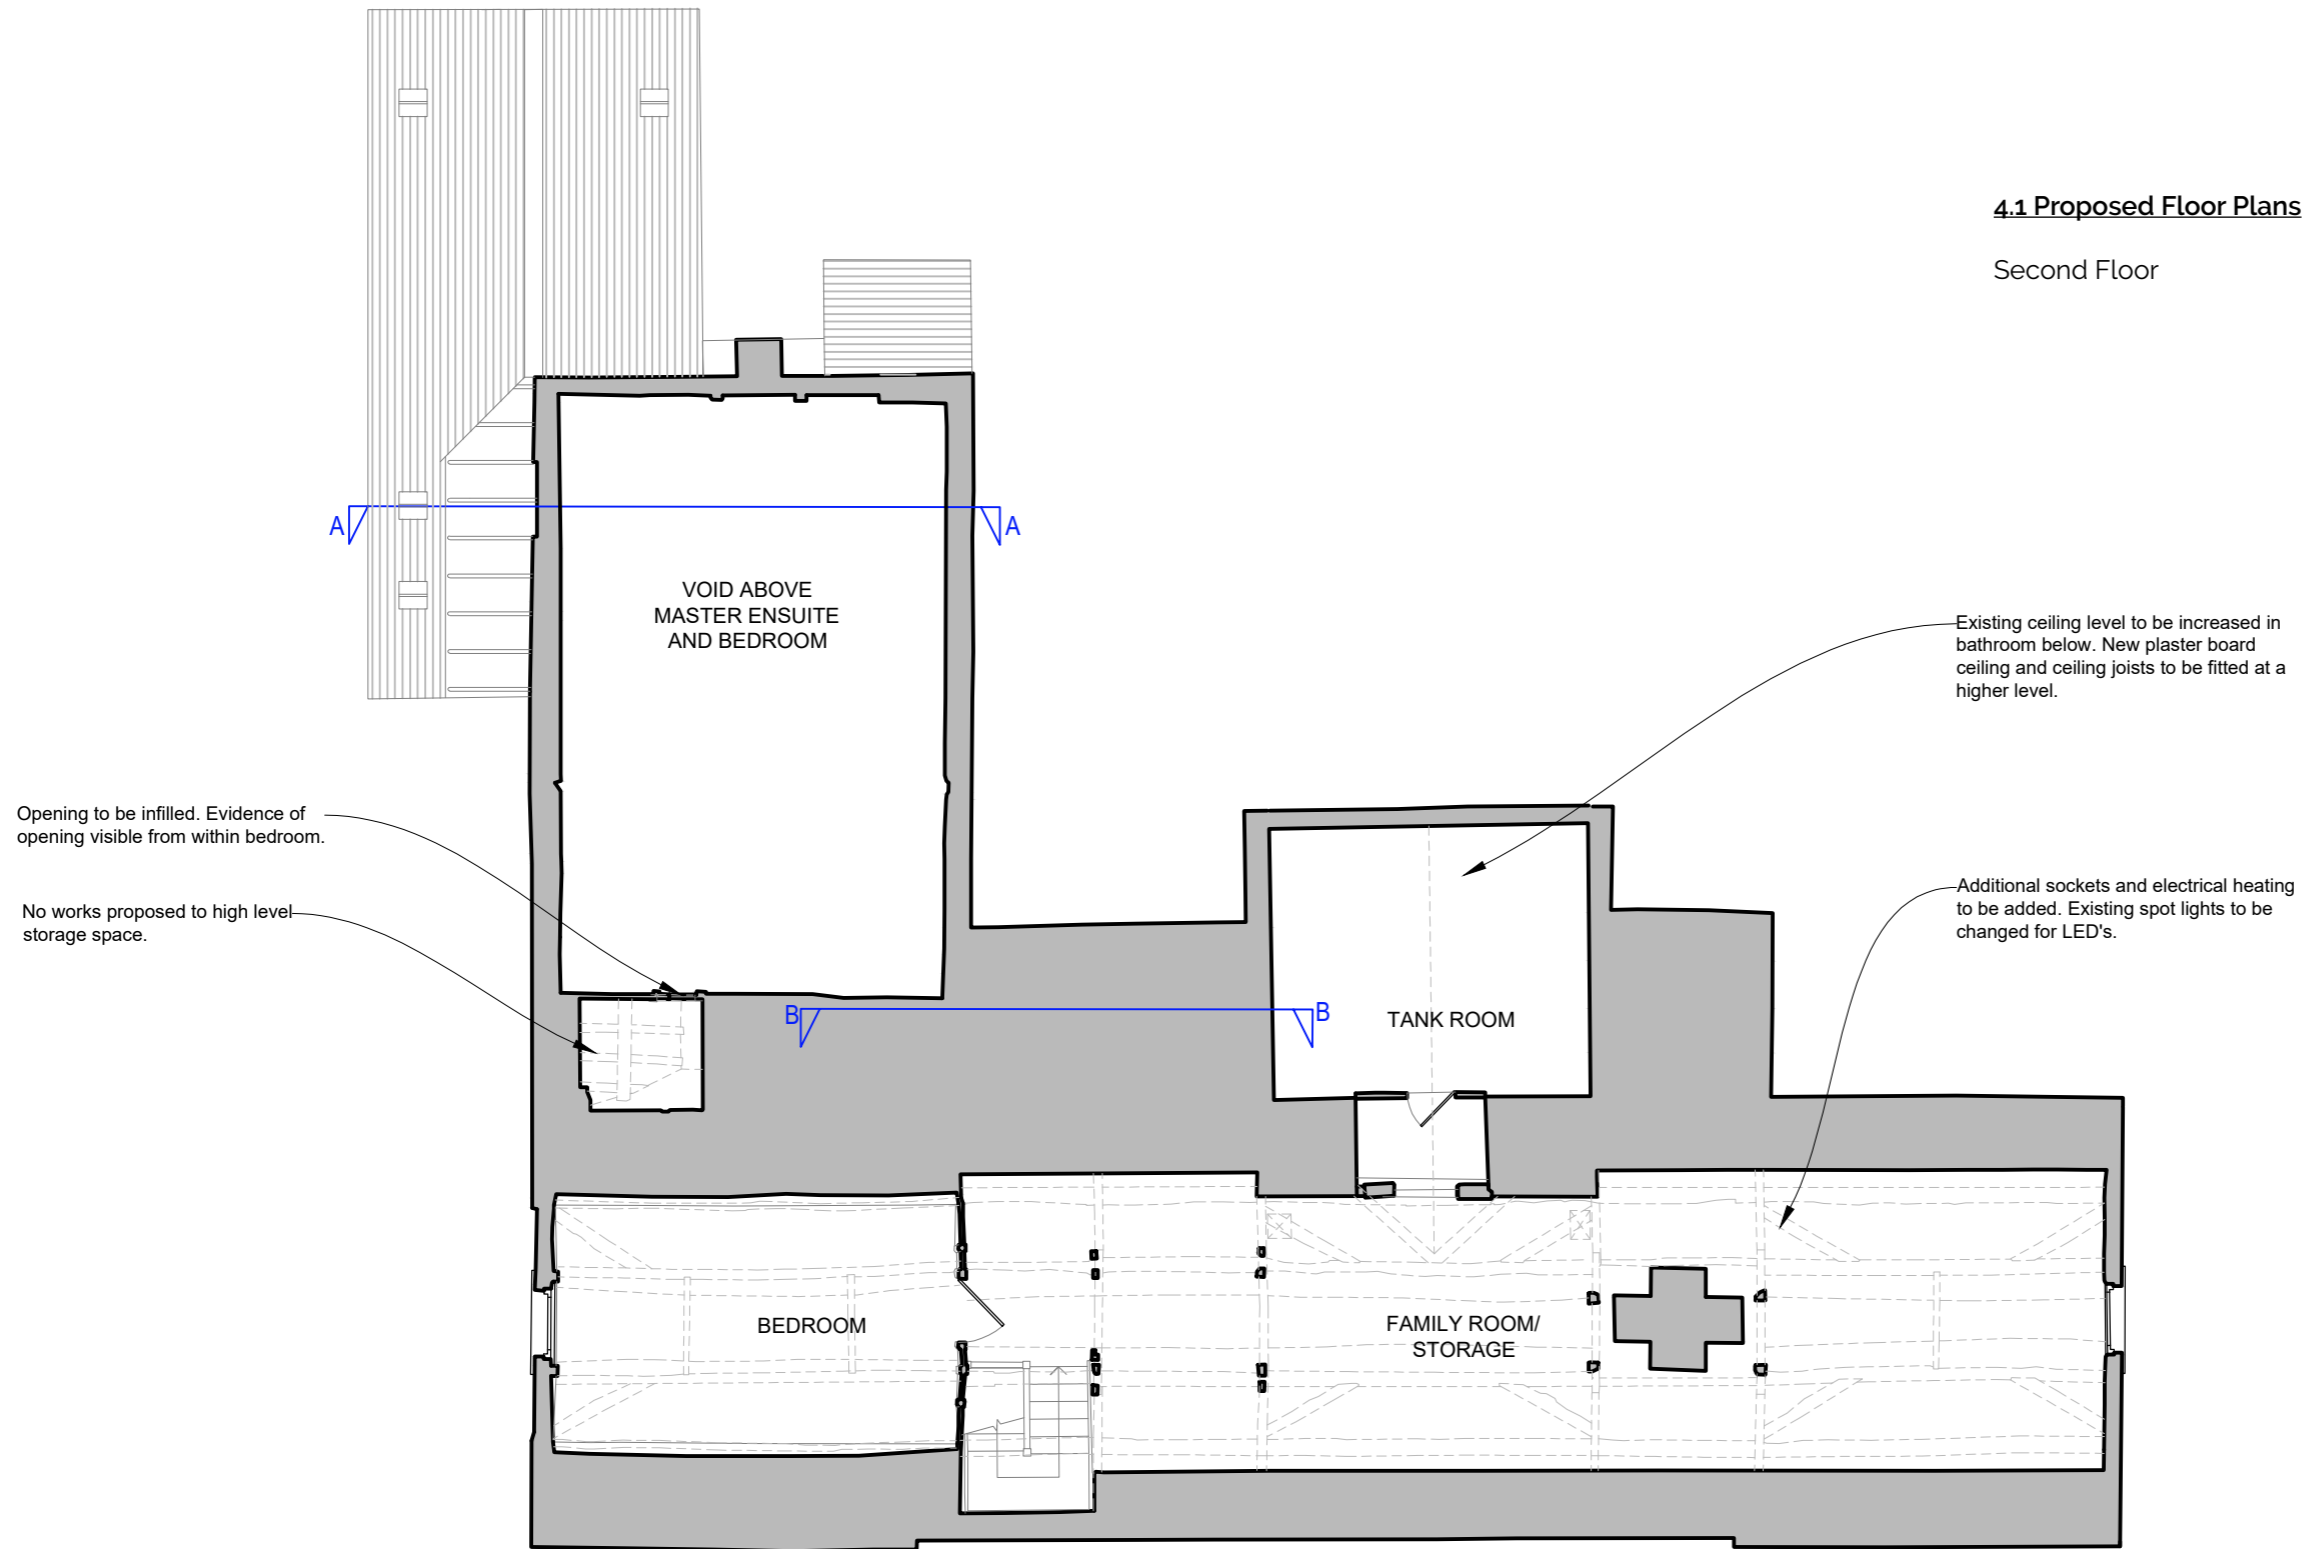 4.1 Proposed Floor Plans
Second Floor
A
A
VOID ABOVE
MASTER ENSUITE
AND BEDROOM
Existing ceiling level to be increased in
bathroom below. New plaster board
ceiling and ceiling joists to be fitted at a
higher level.
Opening to be infilled. Evidence of
opening visible from within bedroom.
No works proposed to high level
storage space.
Additional sockets and electrical heating
to be added. Existing spot lights to be
changed for LED's.
B
B
TANK ROOM
BEDROOM
FAMILY ROOM/
STORAGE